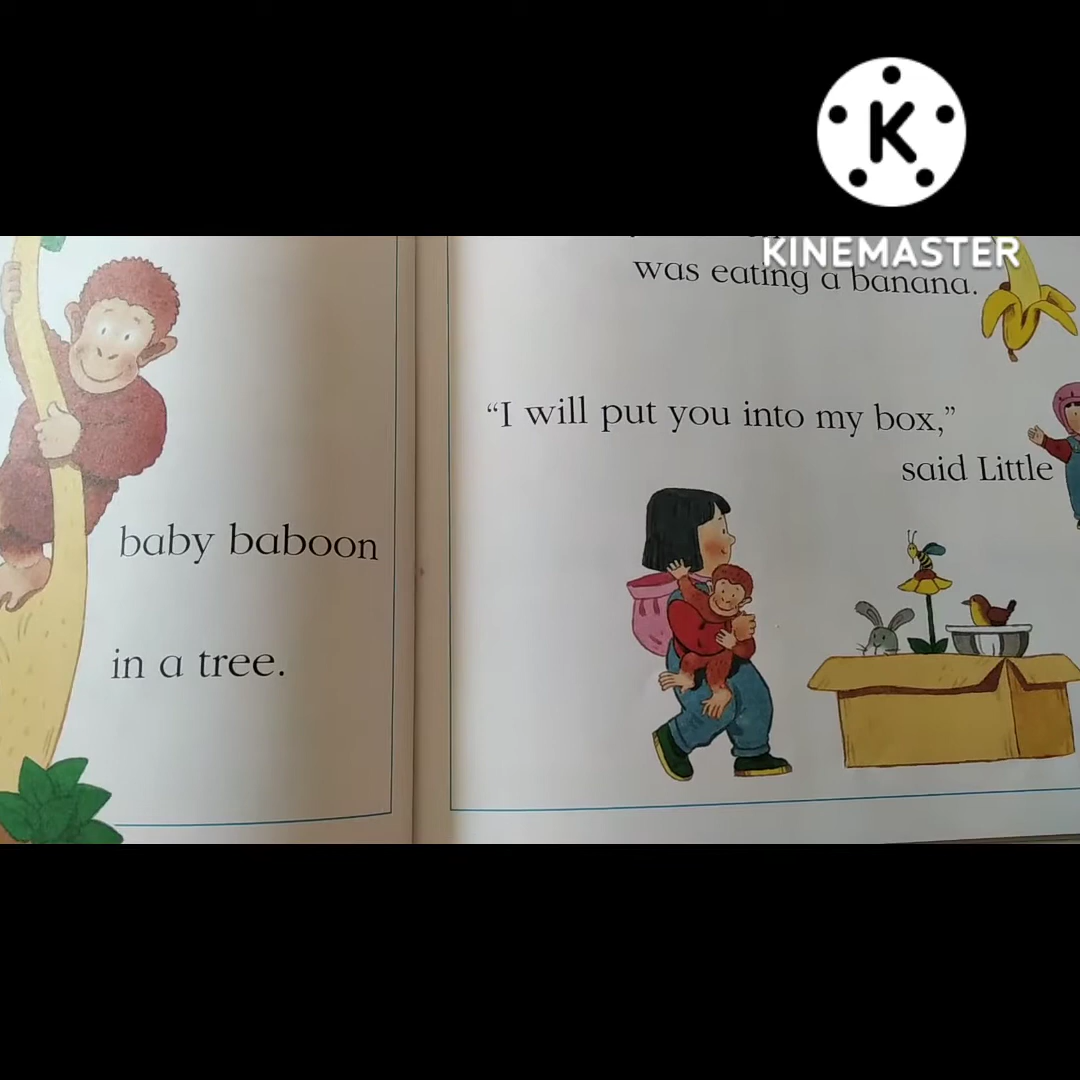 K
KINEMASTER
baby baboon
in a tree.
was eating a banana.
“I will put you into my box,”
said Little